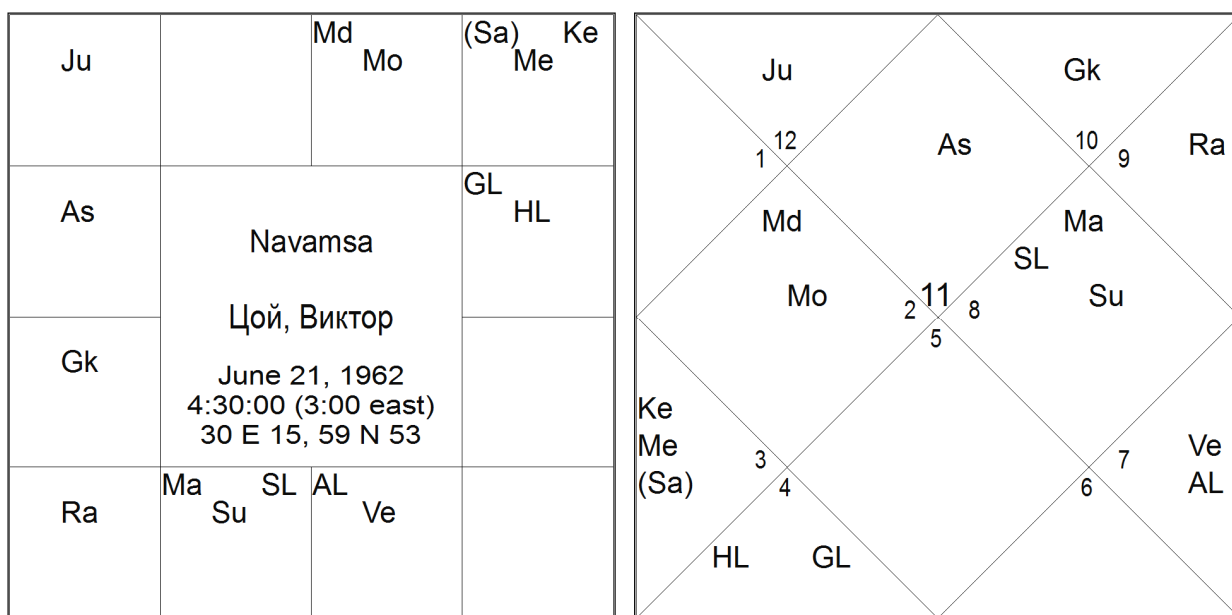 Md
(Sa) Ke
Ju
Mo
Me
As
GL
HL
Navamsa
Цой, Виктор
Gk
June 21, 1962
4:30:00 (3:00 east)
30 E 15, 59 N 53
Ma SL AL
Ra
Su
Ve
Ju
Gk
12
10
As
Ra
1
9
Md
Ma
SL
Mo
Su
2
11
8
5
Ke
Me
3
7
Ve
(Sa)
4
6
AL
HL GL